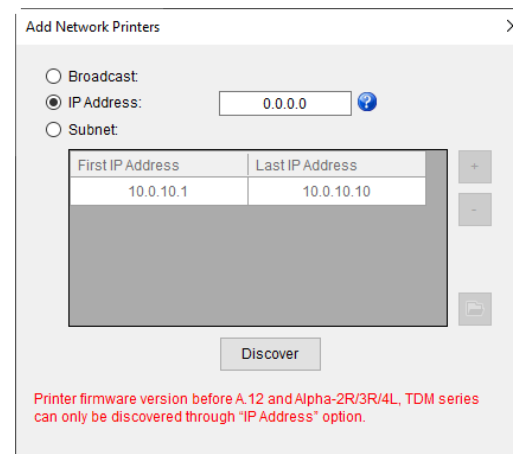 Add Network Printers
Broadcast:
IP Address: 0.0.0.0 ?
Subnet:
First IP Address Last IP Address +
10.0.10.1 10.0.10.10
-
Discover
Printer firmware version before A.12 and Alpha-2R/3R/4L, TDM series
can only be discovered through “IP Address” option.